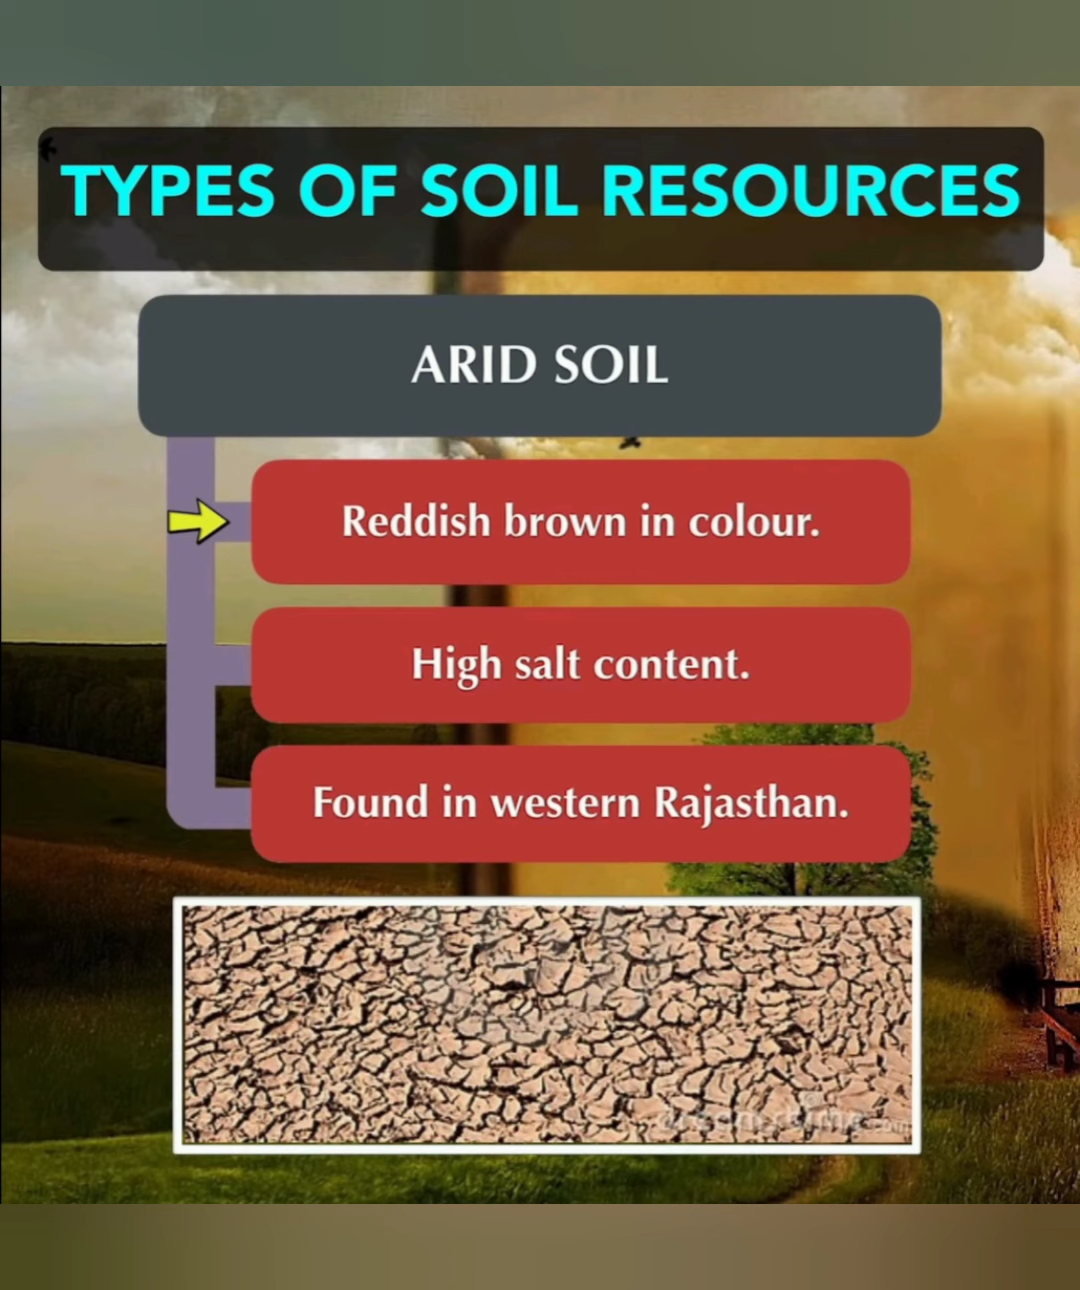 TYPES OF SOIL RESOURCES
ARID SOIL
Reddish brown in colour.
High salt content.
Found in western Rajasthan.